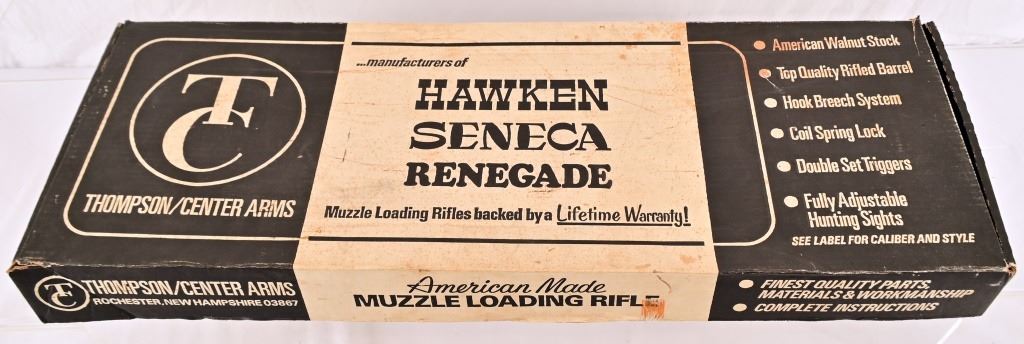 TC
THOMPSON/CENTER ARMS
...manufacturers of
HAWKEN
SENECA
RENEGADE
Muzzle Loading Rifles backed by a Lifetime Warranty!
American Walnut Stock
Top Quality Rifled Barrel
Hook Breech System
Coil Spring Lock
Double Set Triggers
Fully Adjustable
Hunting Sights
SEE LABEL FOR CALIBER AND STYLE
TC
THOMPSON/CENTER ARMS
ROCHESTER, NEW HAMPSHIRE 03867
American Made
MUZZLE LOADING RIFLE
FINEST QUALITY PARTS,
MATERIALS & WORKMANSHIP
COMPLETE INSTRUCTIONS